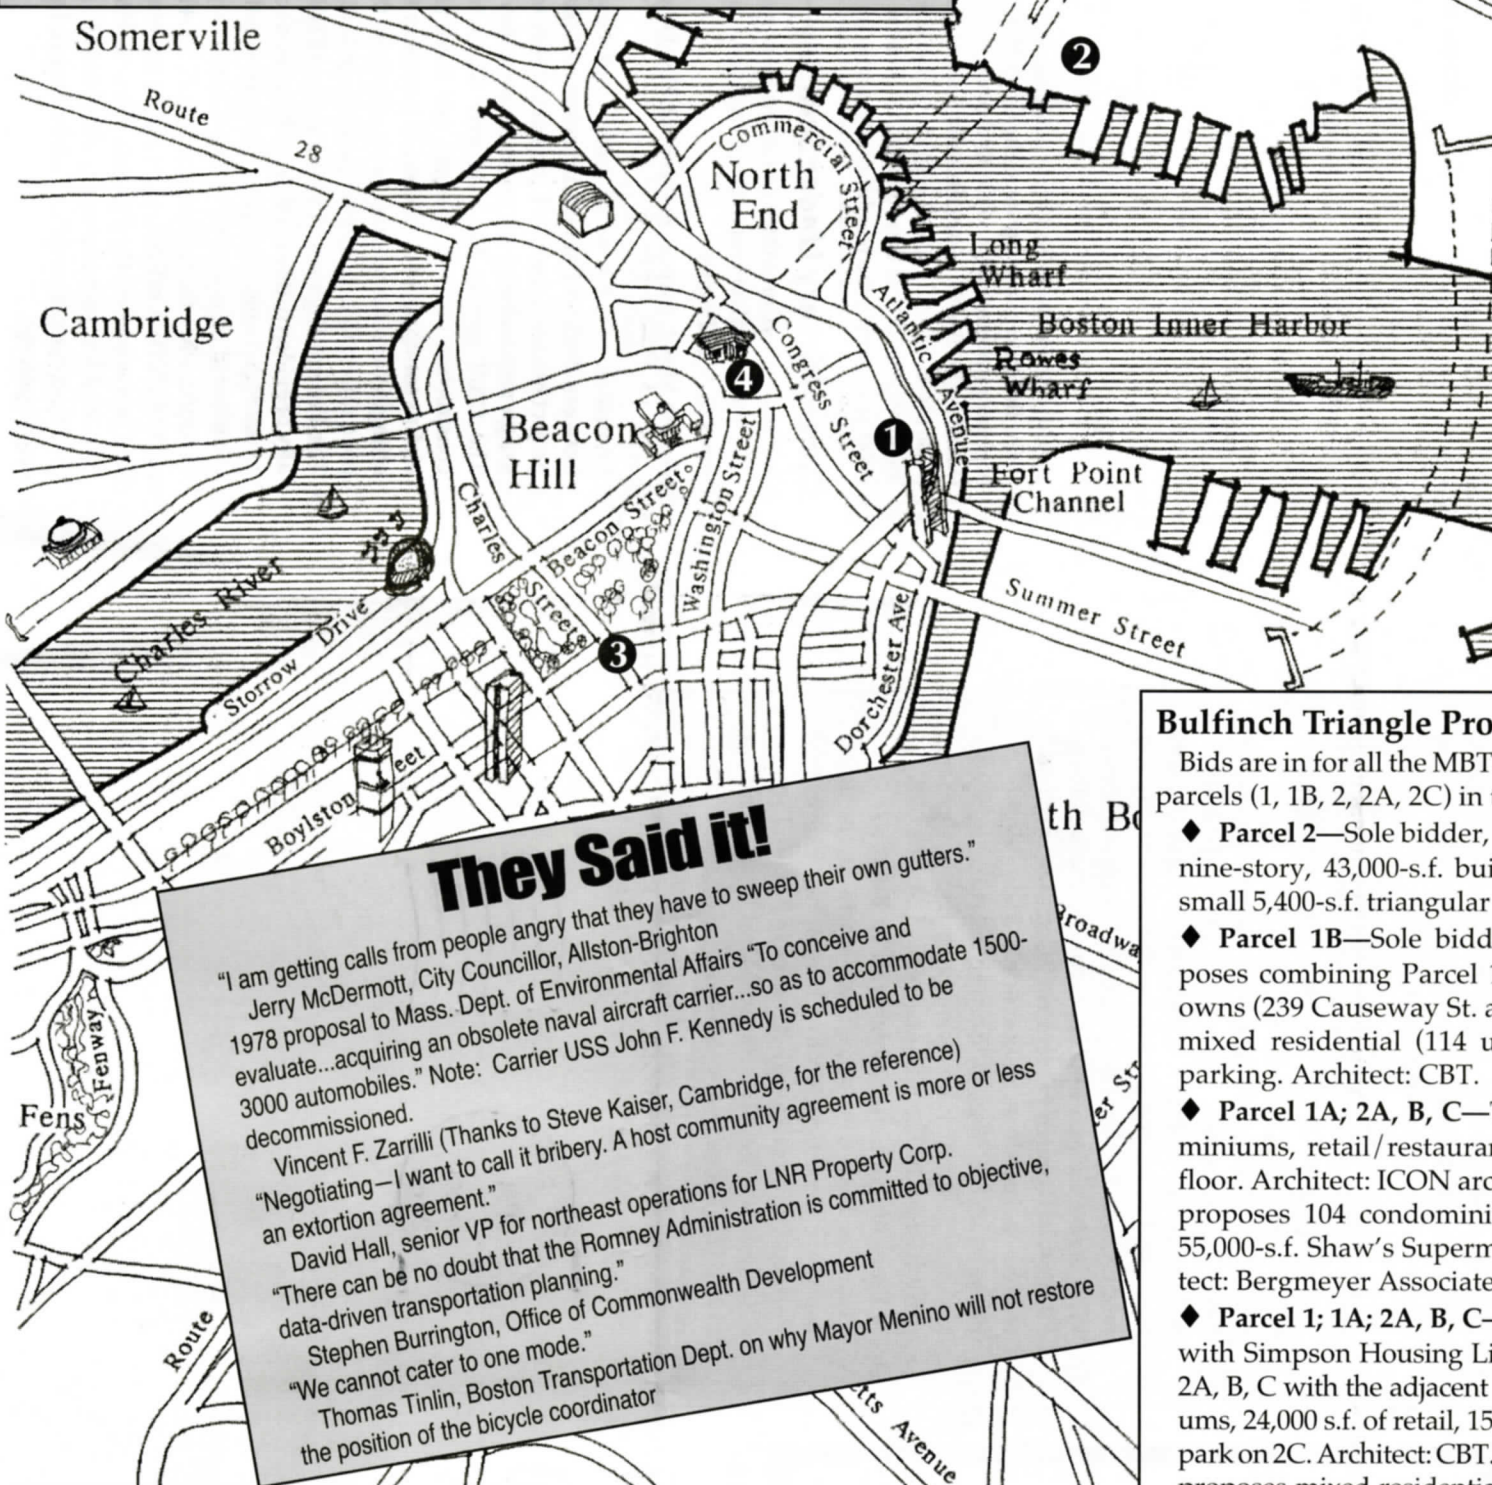 Somerville
Route
28
2
Commercial Street
North
End
Long
Wharf
Cambridge
Atlantic
Avenue
Boston Inner Harbor
Rowes
Wharf
Congress Street
4
1
Beacon
Hill
Fort Point
Channel
Charles
Street
Beacon Street
Washington Street
Charles River
Storrow Drive
Summer Street
3
Dorchester Ave
Boylston
eet
th Bo
Broadwa
Fenway
Fens
er Str
Route
etts Avenue
They Said it!
“I am getting calls from people angry that they have to sweep their own gutters.”
Jerry McDermott, City Councillor, Allston-Brighton
1978 proposal to Mass. Dept. of Environmental Affairs “To conceive and
evaluate...acquiring an obsolete naval aircraft carrier...so as to accommodate 1500-
3000 automobiles.” Note: Carrier USS John F. Kennedy is scheduled to be
decommissioned.
Vincent F. Zarrilli (Thanks to Steve Kaiser, Cambridge, for the reference)
“Negotiating—I want to call it bribery. A host community agreement is more or less
an extortion agreement.”
David Hall, senior VP for northeast operations for LNR Property Corp.
“There can be no doubt that the Romney Administration is committed to objective,
data-driven transportation planning.”
Stephen Burrington, Office of Commonwealth Development
“We cannot cater to one mode.”
Thomas Tinlin, Boston Transportation Dept. on why Mayor Menino will not restore
the position of the bicycle coordinator
Bulfinch Triangle Pro
Bids are in for all the MBT
parcels (1, 1B, 2, 2A, 2C) in
♦ Parcel 2—Sole bidder,
nine-story, 43,000-s.f. bui
small 5,400-s.f. triangular
♦ Parcel 1B—Sole bidd
poses combining Parcel 1
owns (239 Causeway St. a
mixed residential (114 u
parking. Architect: CBT.
♦ Parcel 1A; 2A, B, C—
miniums, retail/restaurar
floor. Architect: ICON arc
proposes 104 condomini
55,000-s.f. Shaw's Superm
tect: Bergmeyer Associate
♦ Parcel 1; 1A; 2A, B, C–
with Simpson Housing Li
2A, B, C with the adjacent
ums, 24,000 s.f. of retail, 15
park on 2C. Architect: CBT.